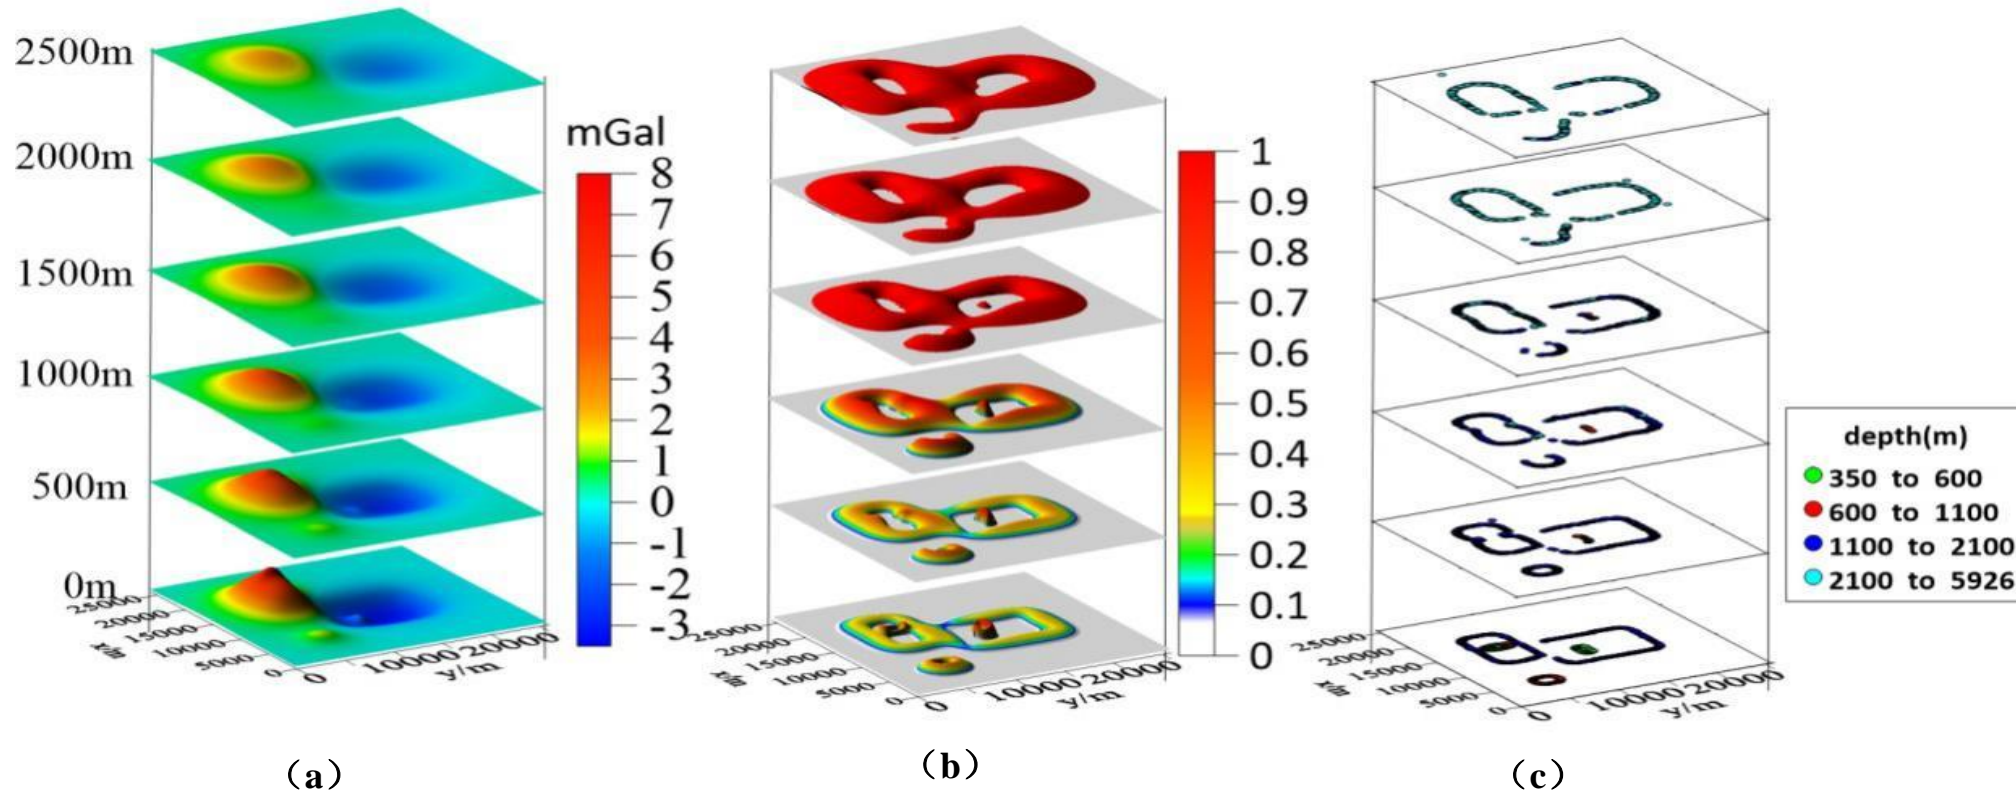 2500m
2000m
1500m
1000m
500m
0m
25000
20000
15000
10000
5000
0
x/m
0
10000
20000
y/m
mGal
8
7
6
5
4
3
2
1
0
-1
-2
-3
(a)
25000
20000
15000
10000
5000
0
x/m
0
10000
20000
y/m
1
0.9
0.8
0.7
0.6
0.5
0.4
0.3
0.2
0.1
0
(b)
25000
20000
15000
10000
5000
0
x/m
0
10000
20000
y/m
depth(m)
350 to 600
600 to 1100
1100 to 2100
2100 to 5926
(c)